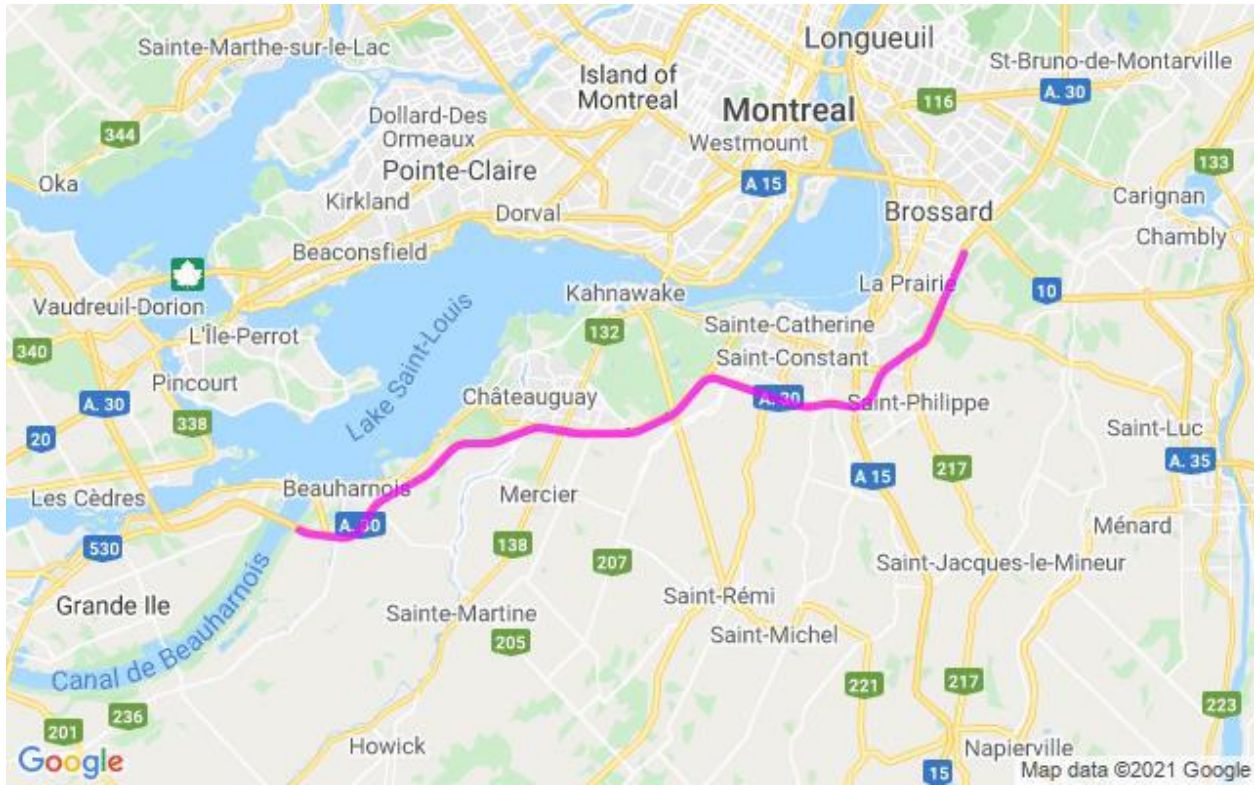 Longueuil
Sainte-Marthe-sur-le-Lac
St-Bruno-de-Montarville
Island of
Montreal
A. 30
116
Montreal
Dollard-Des
Ormeaux
344
Westmount
133
Pointe-Claire
Oka
A 15
Carignan
Kirkland
Dorval
Brossard
Chambly
Beaconsfield
La Prairie
Kahnawake
10
Vaudreuil-Dorion
Sainte-Catherine
L'Île-Perrot
132
340
Saint-Constant
Lake Saint-Louis
Pincourt
Châteauguay
A. 30
A. 30
Saint-Philippe
338
20
Saint-Luc
A. 35
217
A 15
Beauharnois
Mercier
Les Cèdres
A. 30
Ménard
138
530
207
Saint-Jacques-le-Mineur
Grande Ile
Saint-Rémi
Sainte-Martine
Saint-Michel
205
Canal de Beauharnois
221
217
236
223
201
Howick
Napierville
Google
15
Map data ©2021 Google